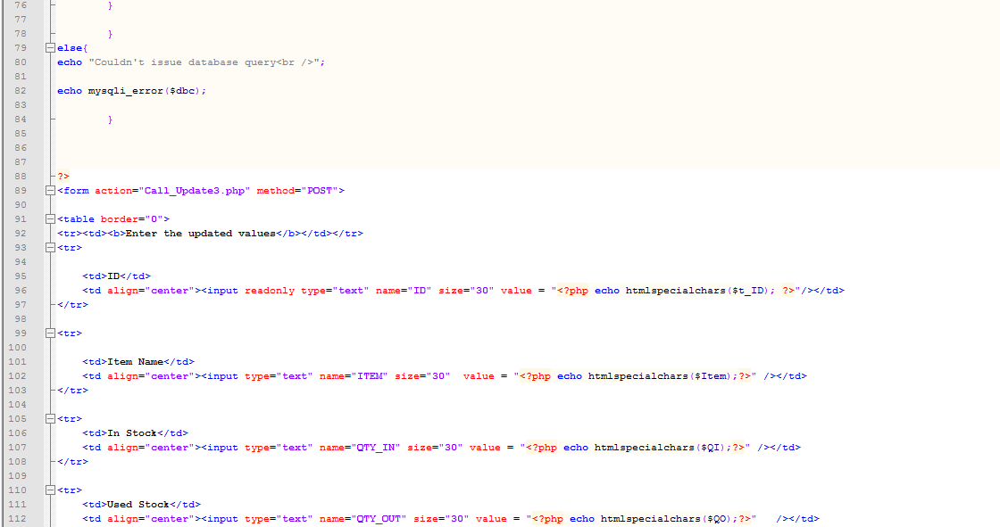 76 }
77
78 }
79 else{
80 echo "Couldn't issue database query<br />";
81
82 echo mysqli_error($dbc);
83
84 }
85
86
87
88 ?>
89 <form action="Call_Update3.php" method="POST">
90
91 <table border="0">
92 <tr><td><b>Enter the updated values</b></td></tr>
93 <tr>
94
95 <td>ID</td>
96 <td align="center"><input readonly type="text" name="ID" size="30" value = "<?php echo htmlspecialchars($t_ID); ?>"/></td>
97 </tr>
98
99 <tr>
100
101 <td>Item Name</td>
102 <td align="center"><input type="text" name="ITEM" size="30"  value = "<?php echo htmlspecialchars($Item);?>" /></td>
103 </tr>
104
105 <tr>
106 <td>In Stock</td>
107 <td align="center"><input type="text" name="QTY_IN" size="30" value = "<?php echo htmlspecialchars($QI);?>" /></td>
108 </tr>
109
110 <tr>
111 <td>Used Stock</td>
112 <td align="center"><input type="text" name="QTY_OUT" size="30" value = "<?php echo htmlspecialchars($QO);?>"   /></td>